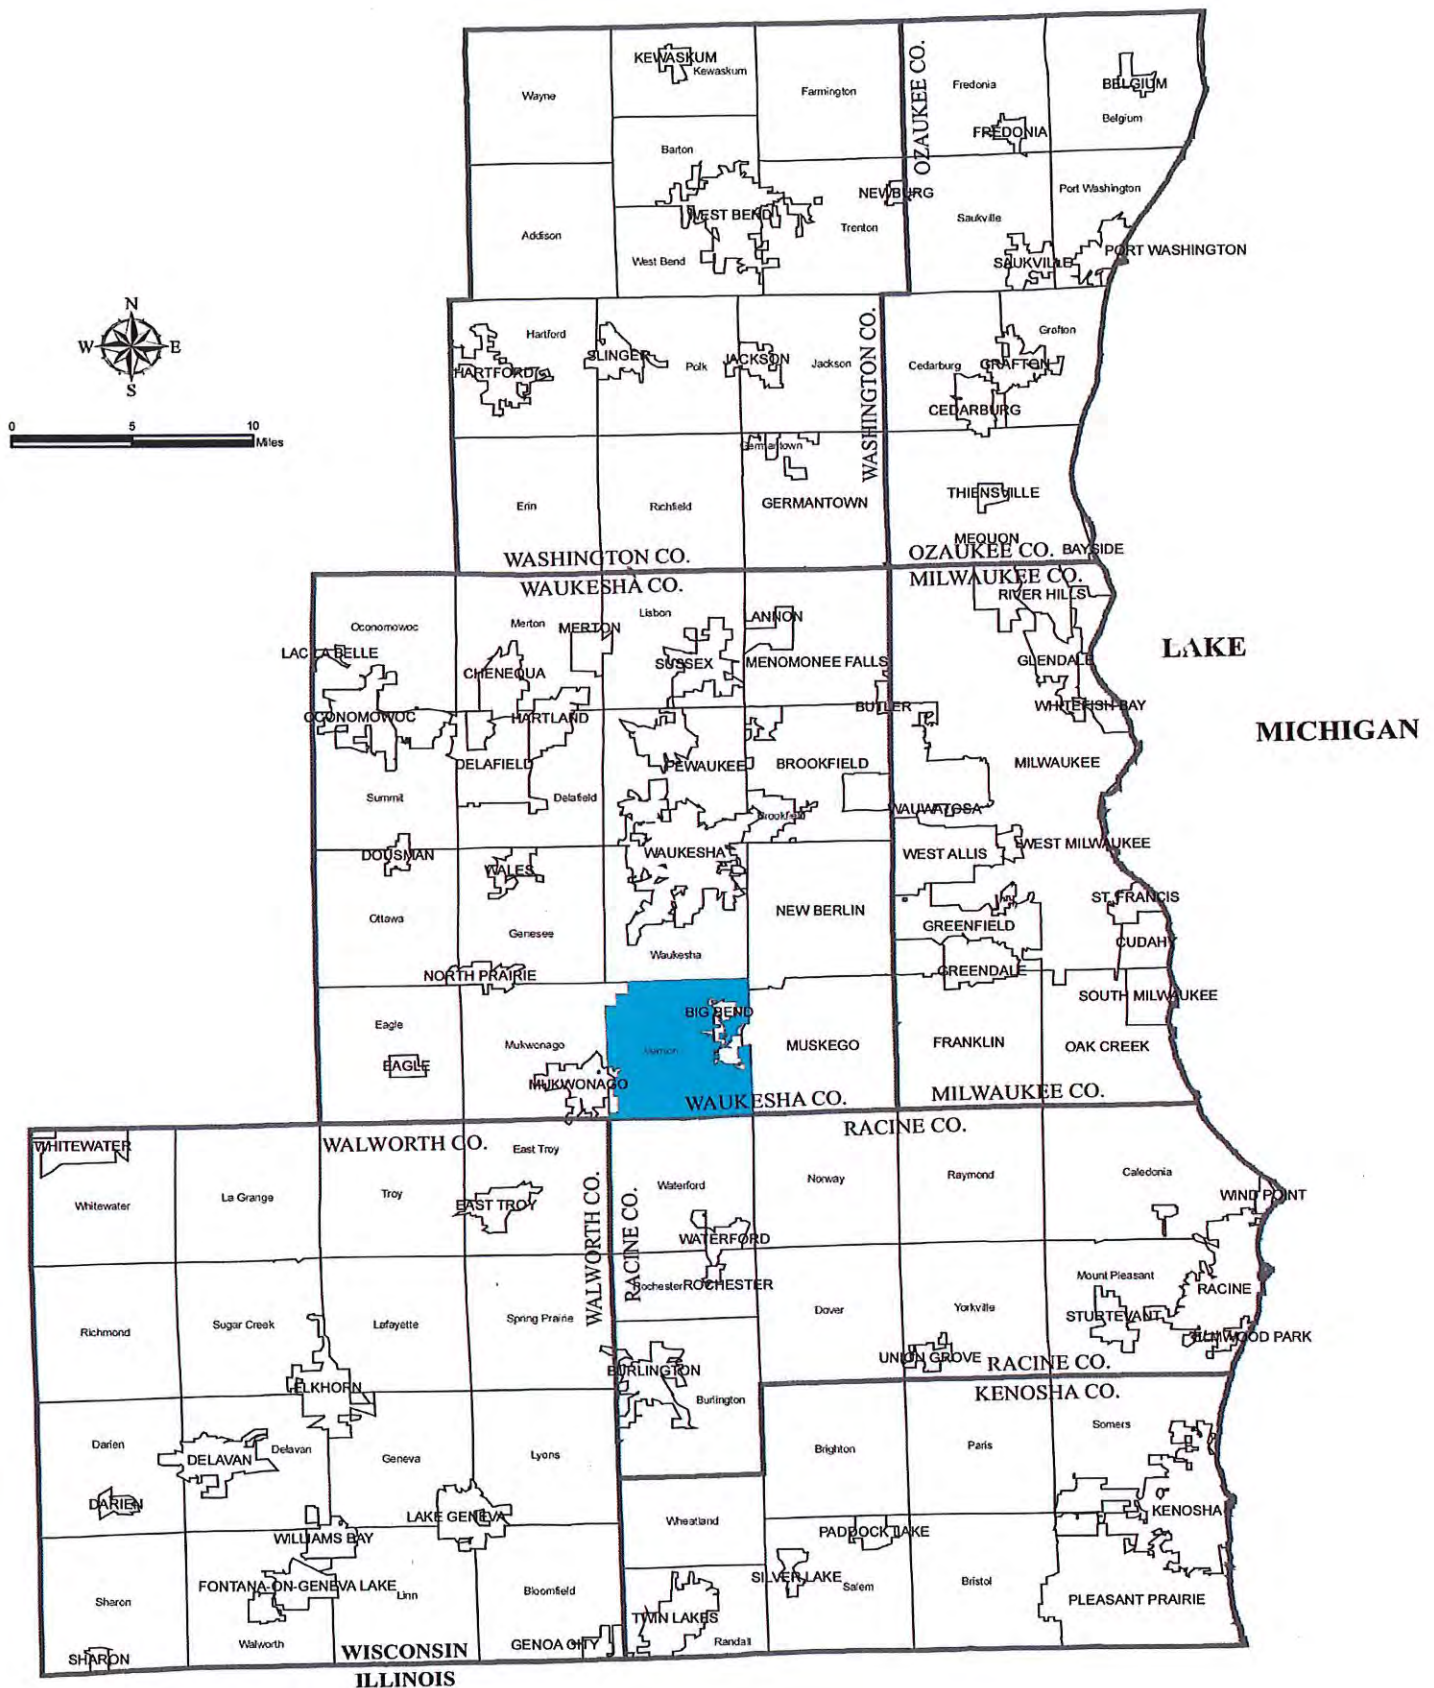 KEWASKUM
Kewaskum
Wayne
Farmington
OZAUKEE CO.
Fredonia
BELGIUM
Belgium
FREDONIA
Barton
NEWBURG
Port Washington
WEST BEND
Trenton
Saukville
Addison
West Bend
SAUKVILLE
PORT WASHINGTON
N
W
E
S
0
5
10
Miles
Hartford
SLINGER
Polk
JACKSON
Jackson
WASHINGTON CO.
Grafton
Cedarburg
GRAFTON
HARTFORD
CEDARBURG
Germantown
Erin
Richfield
GERMANTOWN
THIENSVILLE
MEQUON
WASHINGTON CO.
OZAUKEE CO.
BAYSIDE
WAUKESHA CO.
MILWAUKEE CO.
RIVER HILLS
Oconomowoc
Merton
MERTON
Lisbon
LANNON
LAC LA BELLE
CHENEQUA
SUSSEX
MENOMONEE FALLS
GLENDALE
LAKE
OCONOMOWOC
HARTLAND
BUTLER
WHITEFISH BAY
MICHIGAN
DELAFIELD
PEWAUKEE
BROOKFIELD
MILWAUKEE
Summit
Delafield
Brookfield
WAUWATOSA
DOUSMAN
WALES
WAUKESHA
WEST ALLIS
WEST MILWAUKEE
Ottawa
Genesee
NEW BERLIN
GREENFIELD
ST. FRANCIS
CUDAHY
NORTH PRAIRIE
Waukesha
GREENDALE
SOUTH MILWAUKEE
Eagle
Mukwonago
BIG BEND
EAGLE
MUKWONAGO
Vernon
MUSKEGO
FRANKLIN
OAK CREEK
WAUKESHA CO.
MILWAUKEE CO.
WHITEWATER
WALWORTH CO.
East Troy
RACINE CO.
Whitewater
La Grange
Troy
EAST TROY
WALWORTH CO.
RACINE CO.
Waterford
Norway
Raymond
Caledonia
WIND POINT
WATERFORD
Rochester
ROCHESTER
Mount Pleasant
RACINE
Richmond
Sugar Creek
Lafayette
Spring Prairie
Dover
Yorkville
STURTEVANT
ELMWOOD PARK
UNION GROVE
RACINE CO.
ELKHORN
BURLINGTON
Burlington
KENOSHA CO.
Darien
DELAVAN
Delavan
Geneva
Lyons
Brighton
Paris
Somers
DARIEN
LAKE GENEVA
Wheatland
PADDOCK LAKE
KENOSHA
WILLIAMS BAY
FONTANA-ON-GENEVA LAKE
Linn
Bloomfield
SILVER LAKE
Salem
Bristol
PLEASANT PRAIRIE
Sharon
Walworth
TWIN LAKES
Randall
SHARON
GENOA CITY
WISCONSIN
ILLINOIS